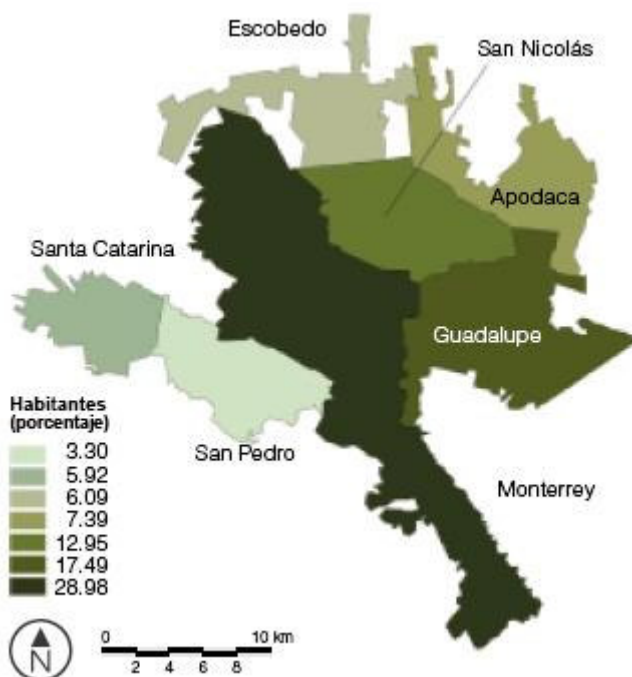 Escobedo
San Nicolás
Apodaca
Santa Catarina
Guadalupe
San Pedro
Monterrey
Habitantes
(porcentaje)
3.30
5.92
6.09
7.39
12.95
17.49
28.98
N
0 10 km
2 4 6 8